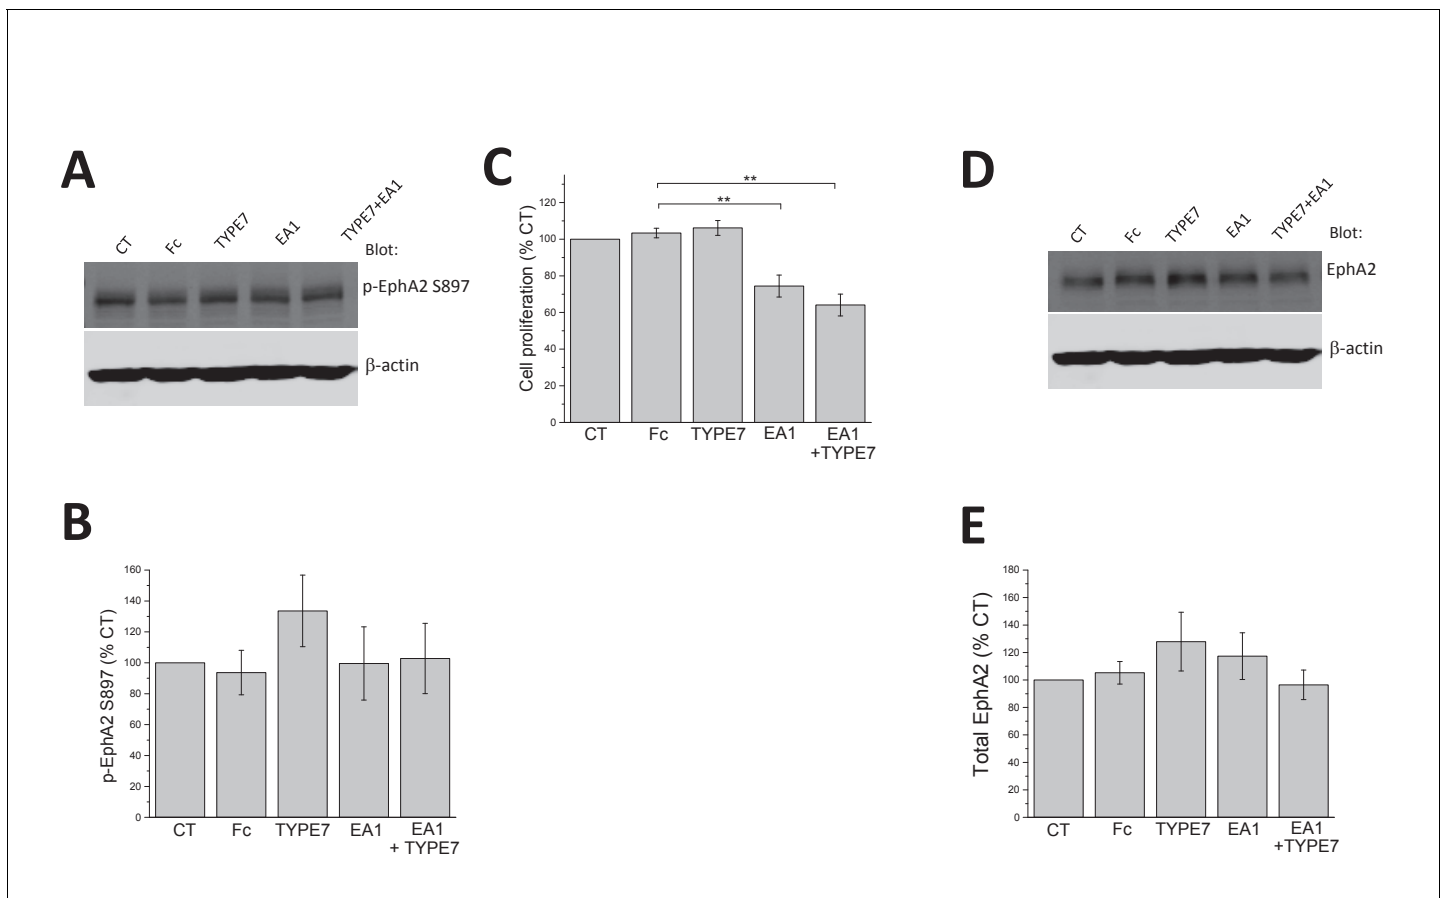 A
CT Fc TYPE7 EA1 TYPE7+EA1
Blot:
p-EphA2 S897
β-actin
C
Cell proliferation (% CT)
120
100
80
60
40
20
0
**
**
CT Fc TYPE7 EA1 EA1
+TYPE7
D
CT Fc TYPE7 EA1 TYPE7+EA1
Blot:
EphA2
β-actin
B
p-EphA2 S897 (% CT)
160
140
120
100
80
60
40
20
0
CT Fc TYPE7 EA1 EA1
+ TYPE7
E
Total EphA2 (% CT)
180
160
140
120
100
80
60
40
20
0
CT Fc TYPE7 EA1 EA1
+TYPE7